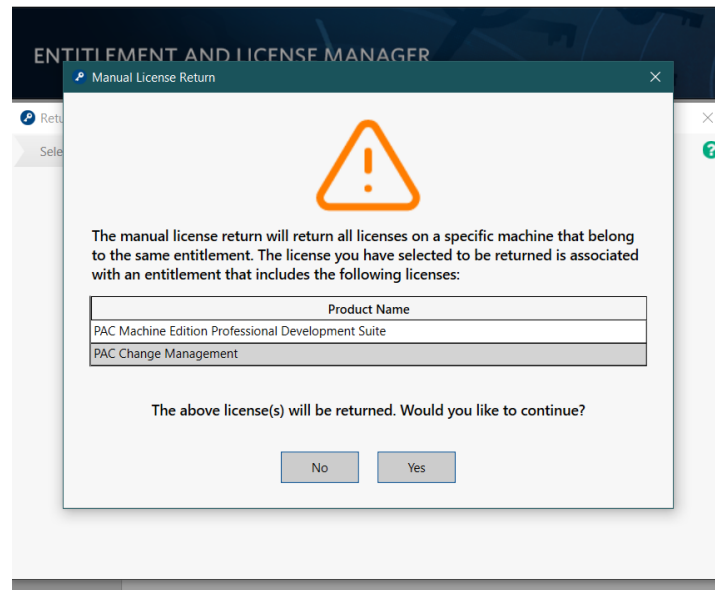 ENTITLEMENT AND LICENSE MANAGER
Manual License Return
Retu
Sele
The manual license return will return all licenses on a specific machine that belong
to the same entitlement. The license you have selected to be returned is associated
with an entitlement that includes the following licenses:
Product Name
PAC Machine Edition Professional Development Suite
PAC Change Management
The above license(s) will be returned. Would you like to continue?
No Yes